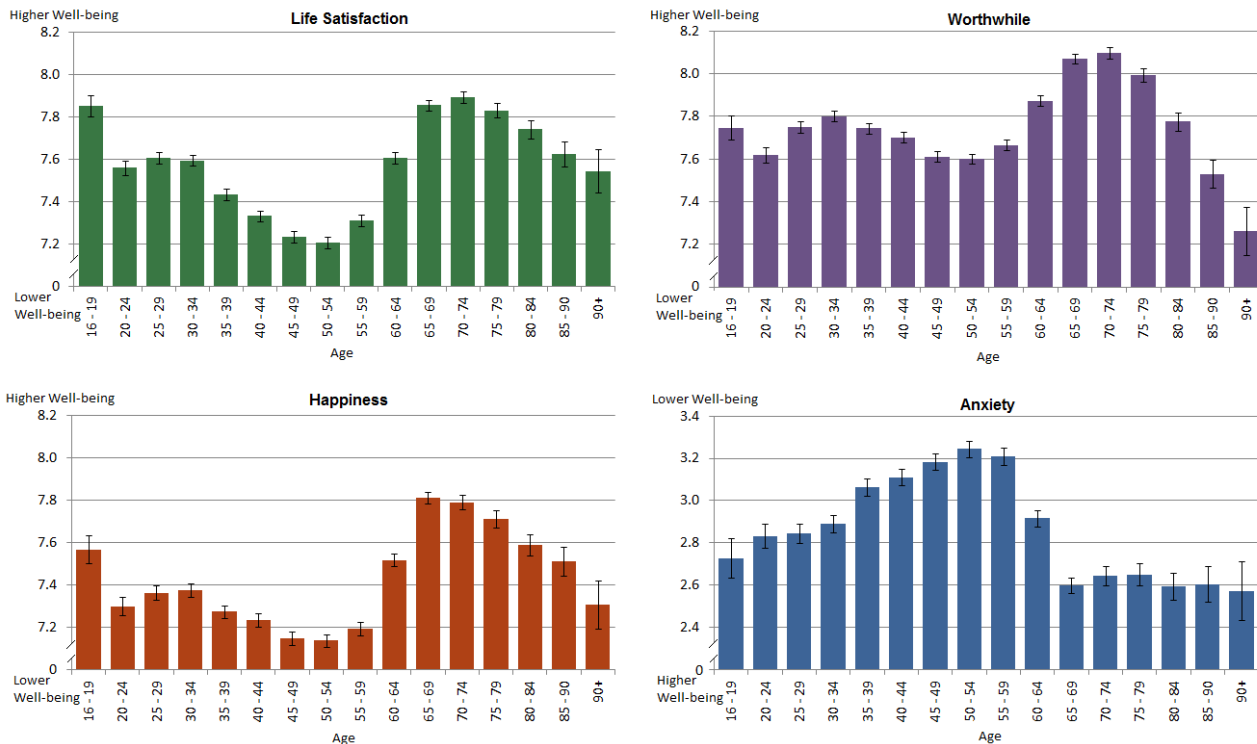 Higher Well-being
Life Satisfaction
8.2
8.0
7.8
7.6
7.4
7.2
0
Lower
Well-being
16 - 19
20 - 24
25 - 29
30 - 34
35 - 39
40 - 44
45 - 49
50 - 54
55 - 59
60 - 64
65 - 69
70 - 74
75 - 79
80 - 84
85 - 90
90+
Age
Higher Well-being
Worthwhile
8.2
8.0
7.8
7.6
7.4
7.2
0
Lower
Well-being
16 - 19
20 - 24
25 - 29
30 - 34
35 - 39
40 - 44
45 - 49
50 - 54
55 - 59
60 - 64
65 - 69
70 - 74
75 - 79
80 - 84
85 - 90
90+
Age
Higher Well-being
Happiness
8.2
8.0
7.8
7.6
7.4
7.2
0
Lower
Well-being
16 - 19
20 - 24
25 - 29
30 - 34
35 - 39
40 - 44
45 - 49
50 - 54
55 - 59
60 - 64
65 - 69
70 - 74
75 - 79
80 - 84
85 - 90
90+
Age
Lower Well-being
Anxiety
3.4
3.2
3.0
2.8
2.6
2.4
0
Higher
Well-being
16 - 19
20 - 24
25 - 29
30 - 34
35 - 39
40 - 44
45 - 49
50 - 54
55 - 59
60 - 64
65 - 69
70 - 74
75 - 79
80 - 84
85 - 90
90+
Age